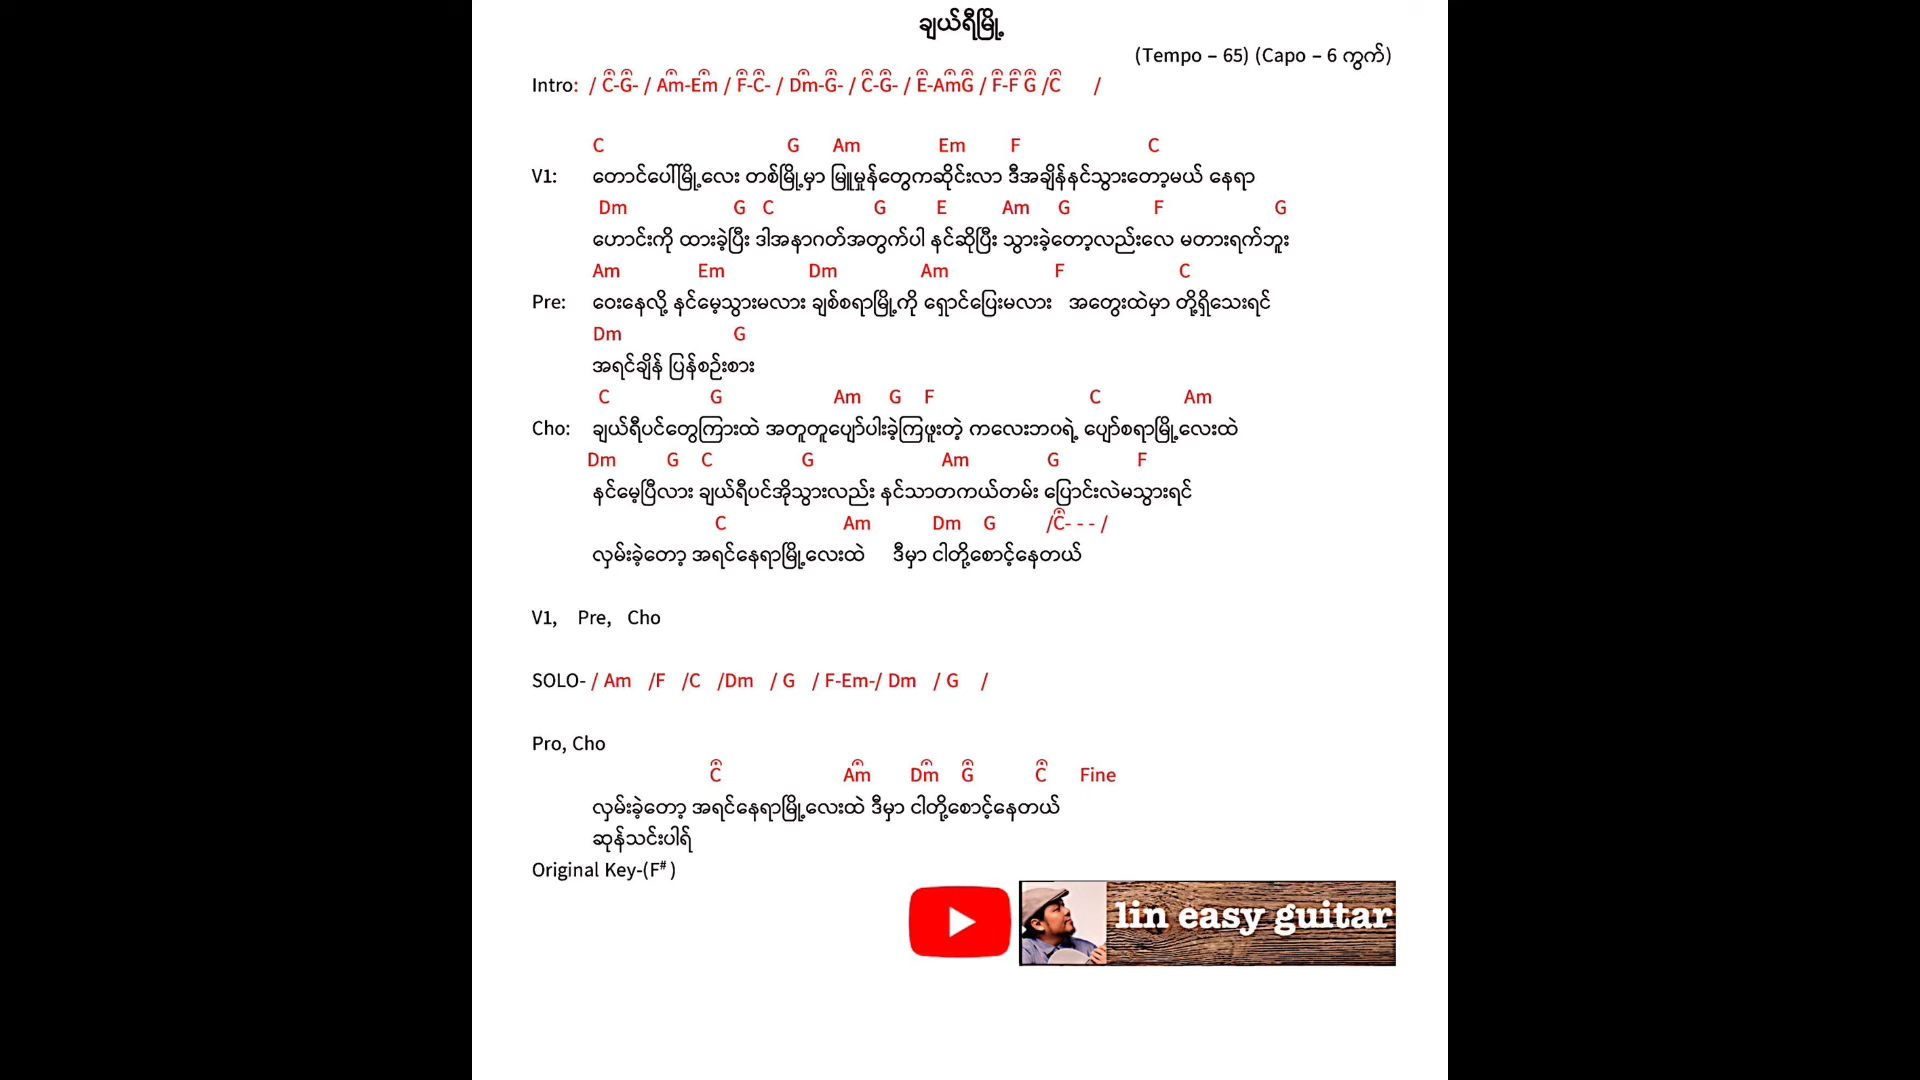 ချယ်ရီမြို့
(Tempo – 65) (Capo – 6 ကွက်)
Intro: / C-G- / Am-Em / F-C- / Dm-G- / C-G- / E-AmG / F-F G /C /
C G Am Em F C
V1: တောင်ပေါ်မြို့လေး တစ်မြို့မှာ မြူမှုန်တွေကဆိုင်းလာ ဒီအချိန်နင်သွားတော့မယ် နေရာ
Dm G C G E Am G F G
ဟောင်းကို ထားခဲ့ပြီး ဒါအနာဂတ်အတွက်ပါ နင်ဆိုပြီး သွားခဲ့တော့လည်းလေ မတားရက်ဘူး
Am Em Dm Am F C
Pre: ဝေးနေလို့ နင်မေ့သွားမလား ချစ်စရာမြို့ကို ရှောင်ပြေးမလား အတွေးထဲမှာ တို့ရှိသေးရင်
Dm G
အရင်ချိန် ပြန်စဉ်းစား
C G Am G F C Am
Cho: ချယ်ရီပင်တွေကြားထဲ အတူတူပျော်ပါးခဲ့ကြဖူးတဲ့ ကလေးဘဝရဲ့ ပျော်စရာမြို့လေးထဲ
Dm G C G Am G F
နင်မေ့ပြီလား ချယ်ရီပင်အိုသွားလည်း နင်သာတကယ်တမ်း ပြောင်းလဲမသွားရင်
C Am Dm G /C- - - /
လှမ်းခဲ့တော့ အရင်နေရာမြို့လေးထဲ ဒီမှာ ငါတို့စောင့်နေတယ်
V1, Pre, Cho
SOLO- / Am /F /C /Dm / G / F-Em-/ Dm / G /
Pro, Cho
C Am Dm G C Fine
လှမ်းခဲ့တော့ အရင်နေရာမြို့လေးထဲ ဒီမှာ ငါတို့စောင့်နေတယ်
ဆုန်သင်းပါရ်
Original Key-(F#)
lin easy guitar